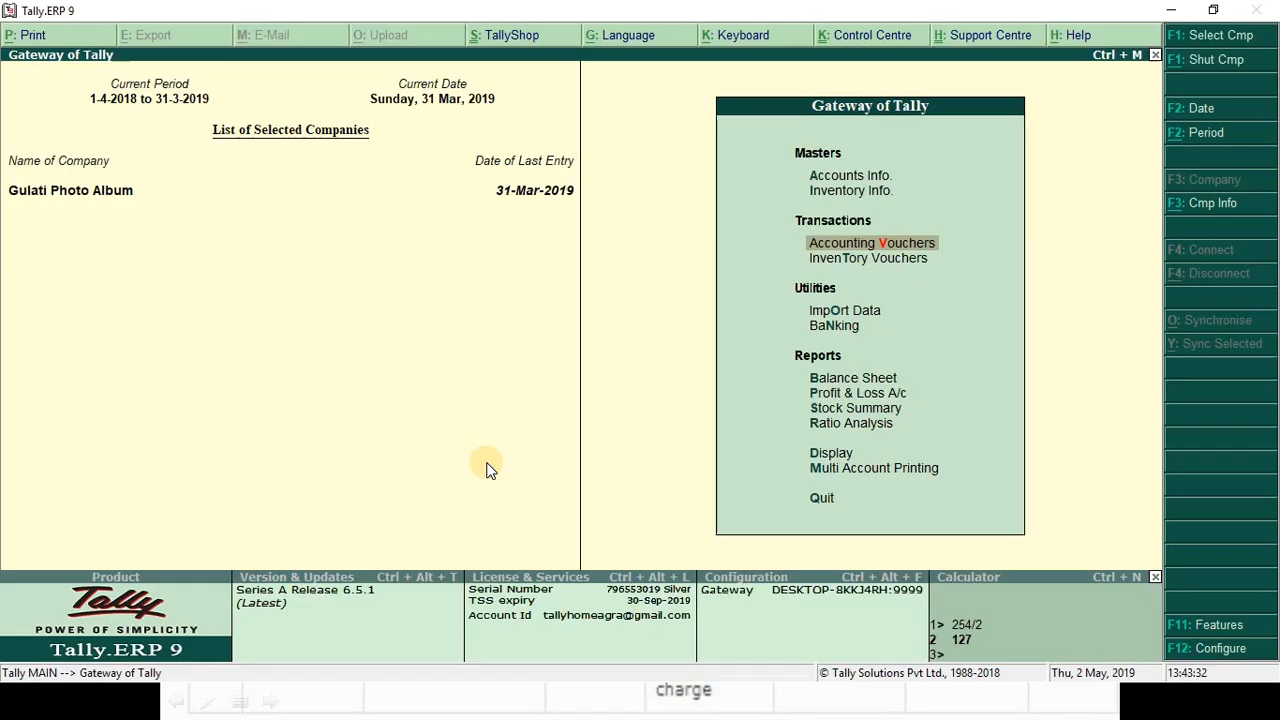 Tally.ERP 9
P: Print E: Export M: E-Mail O: Upload S: TallyShop G: Language K: Keyboard K: Control Centre H: Support Centre H: Help
Gateway of Tally Ctrl + M
Current Period Current Date
1-4-2018 to 31-3-2019 Sunday, 31 Mar, 2019
List of Selected Companies
Name of Company Date of Last Entry
Gulati Photo Album 31-Mar-2019
Gateway of Tally
Masters
Accounts Info.
Inventory Info.
Transactions
Accounting Vouchers
InvenTory Vouchers
Utilities
ImpOrt Data
BaNking
Reports
Balance Sheet
Profit & Loss A/c
Stock Summary
Ratio Analysis
Display
Multi Account Printing
Quit
F1: Select Cmp
F1: Shut Cmp
F2: Date
F2: Period
F3: Company
F3: Cmp Info
F4: Connect
F4: Disconnect
O: Synchronise
Y: Sync Selected
F11: Features
F12: Configure
Product
Tally
POWER OF SIMPLICITY
Tally.ERP 9
Version & Updates Ctrl + Alt + T
Series A Release 6.5.1
(Latest)
License & Services Ctrl + Alt + L
Serial Number 796553019 Silver
TSS expiry 30-Sep-2019
Account Id tallyhomeagra@gmail.com
Configuration Ctrl + Alt + F
Gateway DESKTOP-8KKJ4RH:9999
Calculator Ctrl + N
1> 254/2
2 127
3>
Tally MAIN --> Gateway of Tally © Tally Solutions Pvt Ltd., 1988-2018 Thu, 2 May, 2019 13:43:32
charge